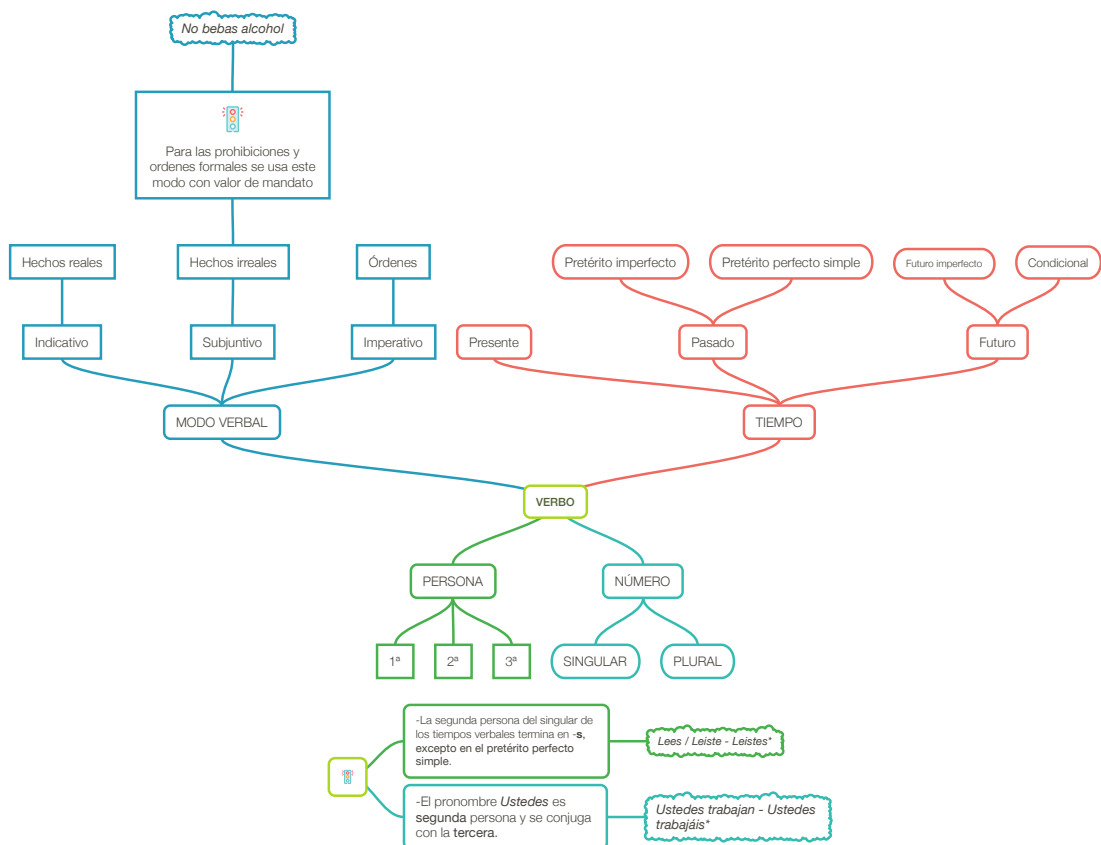 No bebas alcohol
Para las prohibiciones y
ordenes formales se usa este
modo con valor de mandato
Hechos reales
Hechos irreales
Órdenes
Pretérito imperfecto
Pretérito perfecto simple
Futuro imperfecto
Condicional
Indicativo
Subjuntivo
Imperativo
Presente
Pasado
Futuro
MODO VERBAL
TIEMPO
VERBO
PERSONA
NÚMERO
1ª
2ª
3ª
SINGULAR
PLURAL
-La segunda persona del singular de
los tiempos verbales termina en -s,
excepto en el pretérito perfecto
simple.
Lees / Leiste - Leistes*
-El pronombre Ustedes es
segunda persona y se conjuga
con la tercera.
Ustedes trabajan - Ustedes
trabajáis*